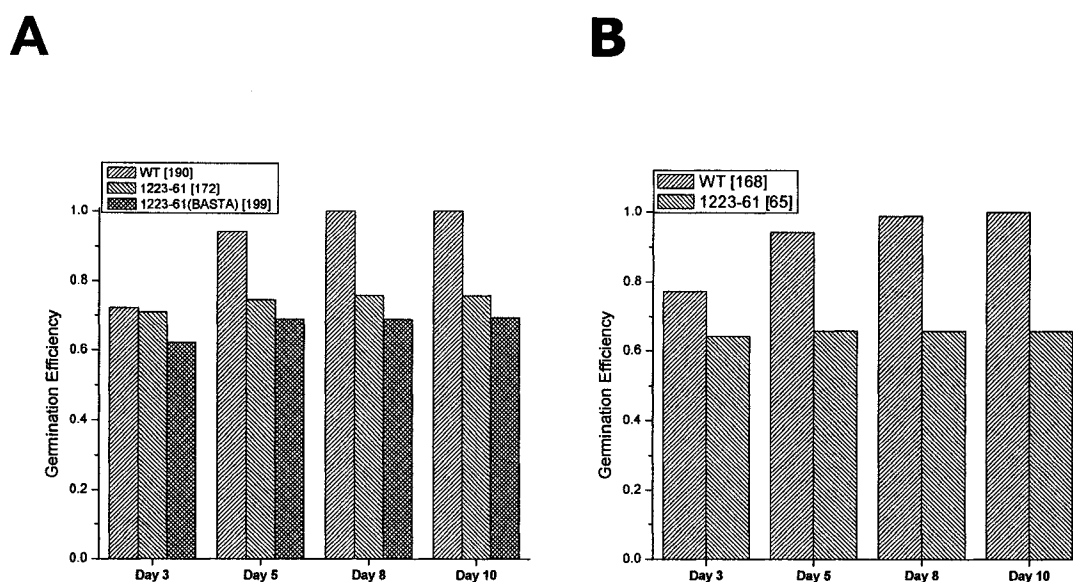 A
B
WT [190]
1223-61 [172]
1223-61(BASTA) [199]
Germination Efficiency
1.0
0.8
0.6
0.4
0.2
0.0
Day 3
Day 5
Day 8
Day 10
WT [168]
1223-61 [65]
Germination Efficiency
1.0
0.8
0.6
0.4
0.2
0.0
Day 3
Day 5
Day 8
Day 10